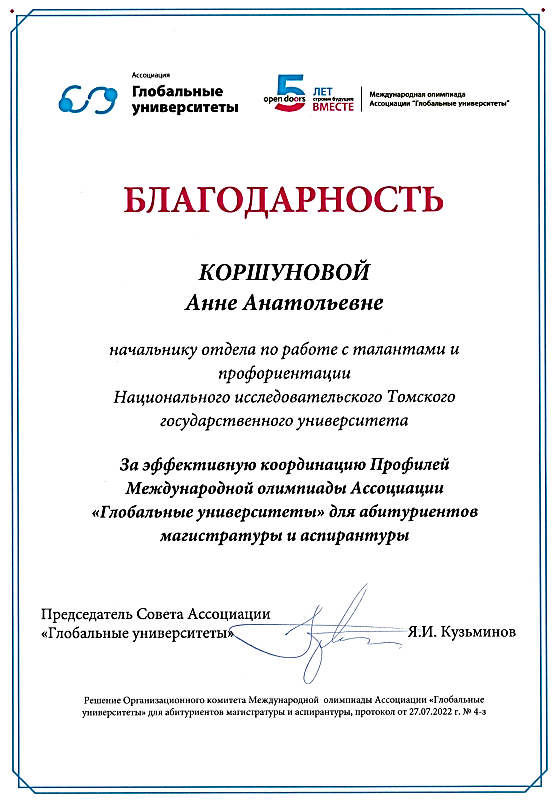 Ассоциация
Глобальные
университеты
5
open doors
ЛЕТ
строим будущее
ВМЕСТЕ
Международная олимпиада
Ассоциации "Глобальные университеты"
БЛАГОДАРНОСТЬ
КОРШУНОВОЙ
Анне Анатольевне
начальнику отдела по работе с талантами и
профориентации
Национального исследовательского Томского
государственного университета
За эффективную координацию Профилей
Международной олимпиады Ассоциации
«Глобальные университеты» для абитуриентов
магистратуры и аспирантуры
Председатель Совета Ассоциации
«Глобальные университеты»
Я.И. Кузьминов
Решение Организационного комитета Международной олимпиады Ассоциации «Глобальные
университеты» для абитуриентов магистратуры и аспирантуры, протокол от 27.07.2022 г. № 4-з